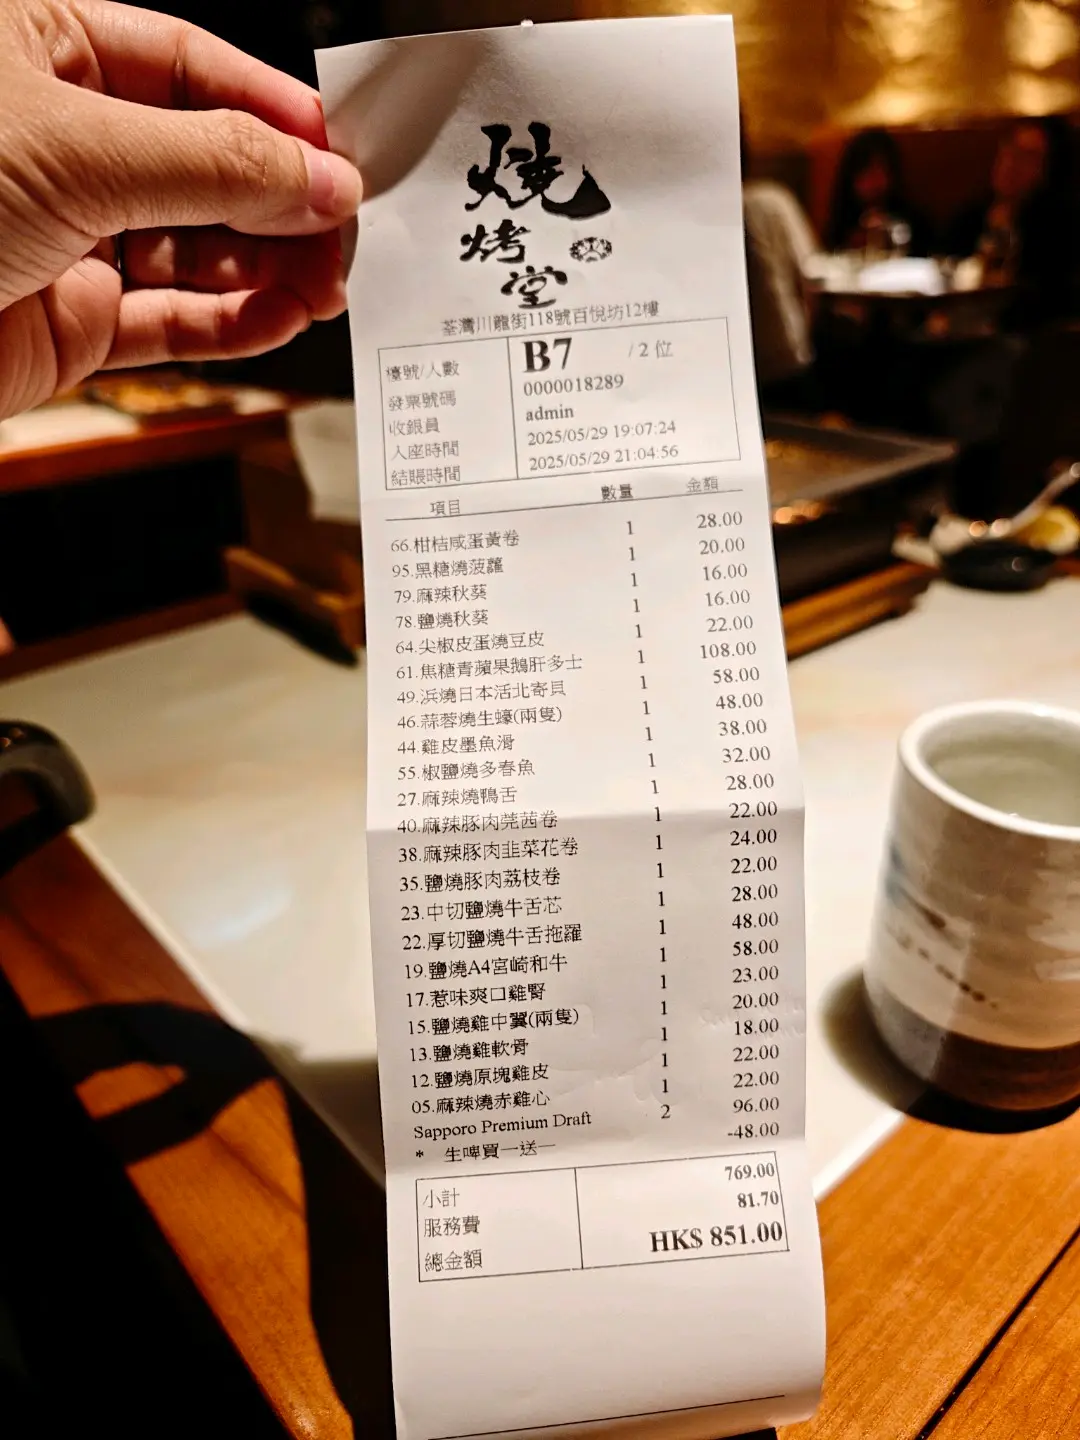 燒
烤
堂
荃灣川龍街118號百悅坊12樓
檯號/人數 B7 / 2 位
發票號碼 0000018289
收銀員 admin
入座時間 2025/05/29 19:07:24
結賬時間 2025/05/29 21:04:56
項目 數量 金額
66.柑桔咸蛋黃卷 1 28.00
95.黑糖燒菠蘿 1 20.00
79.麻辣秋葵 1 16.00
78.鹽燒秋葵 1 16.00
64.尖椒皮蛋燒豆皮 1 22.00
61.焦糖青蘋果鵝肝多士 1 108.00
49.浜燒日本活北寄貝 1 58.00
46.蒜蓉燒生蠔(兩隻) 1 48.00
44.雞皮墨魚滑 1 38.00
55.椒鹽燒多春魚 1 32.00
27.麻辣燒鴨舌 1 28.00
40.麻辣豚肉芫茜卷 1 22.00
38.麻辣豚肉韭菜花卷 1 24.00
35.鹽燒豚肉荔枝卷 1 22.00
23.中切鹽燒牛舌芯 1 28.00
22.厚切鹽燒牛舌拖羅 1 48.00
19.鹽燒A4宮崎和牛 1 58.00
17.惹味爽口雞腎 1 23.00
15.鹽燒雞中翼(兩隻) 1 20.00
13.鹽燒雞軟骨 1 18.00
12.鹽燒原塊雞皮 1 22.00
05.麻辣燒赤雞心 1 22.00
Sapporo Premium Draft 2 96.00
* 生啤買一送一 -48.00
小計 769.00
服務費 81.70
總金額 HK$ 851.00